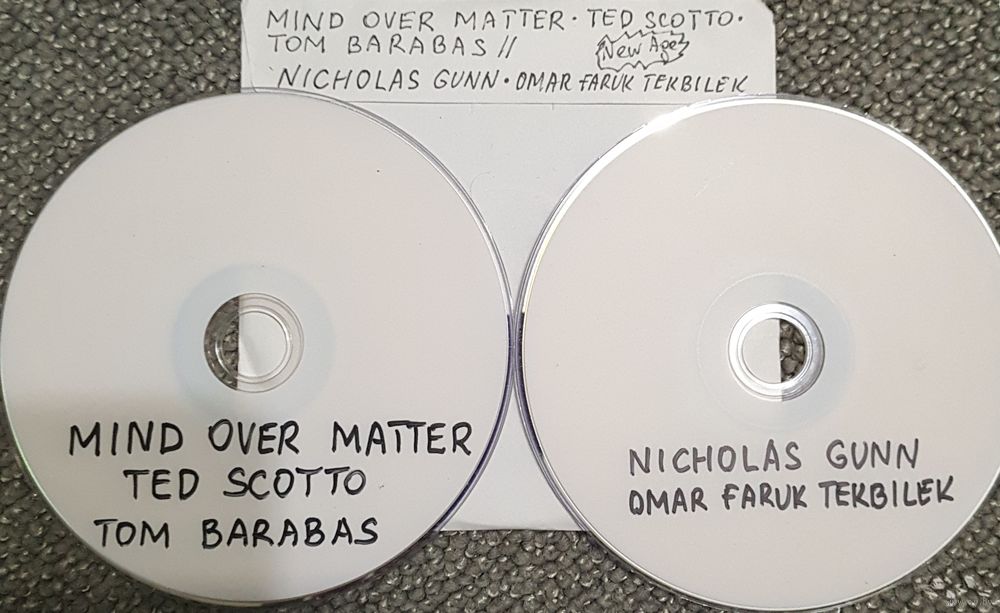 MIND OVER MATTER · TED SCOTTO ·
TOM BARABAS //
New Age
NICHOLAS GUNN · OMAR FARUK TEKBILEK
MIND OVER MATTER
TED SCOTTO
TOM BARABAS
NICHOLAS GUNN
OMAR FARUK TEKBILEK